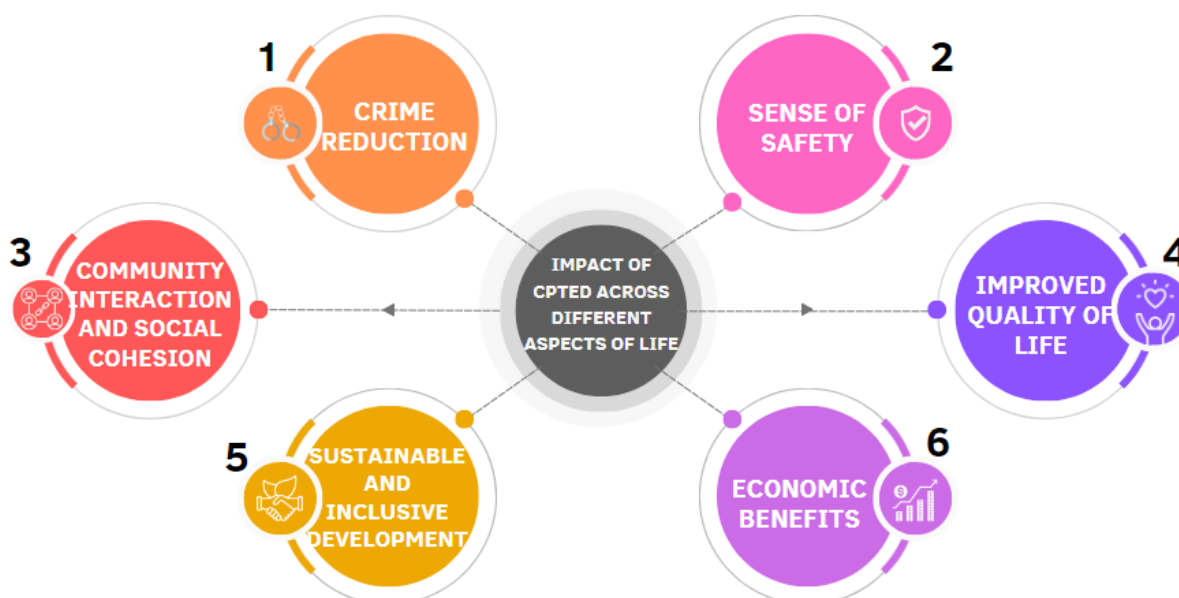 1
CRIME
REDUCTION
2
SENSE OF
SAFETY
3
COMMUNITY
INTERACTION
AND SOCIAL
COHESION
IMPACT OF
CPTED ACROSS
DIFFERENT
ASPECTS OF LIFE
4
IMPROVED
QUALITY OF
LIFE
5
SUSTAINABLE
AND
INCLUSIVE
DEVELOPMENT
6
ECONOMIC
BENEFITS
$